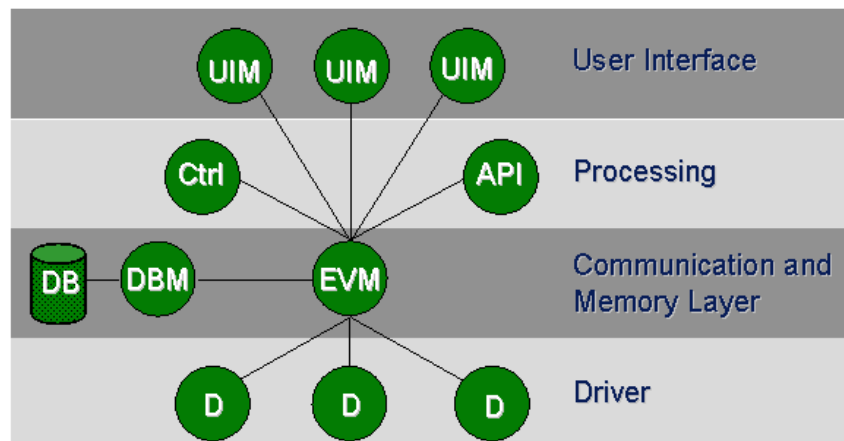 UIM UIM UIM User Interface
Ctrl API Processing
DB DBM EVM Communication and
Memory Layer
D D D Driver